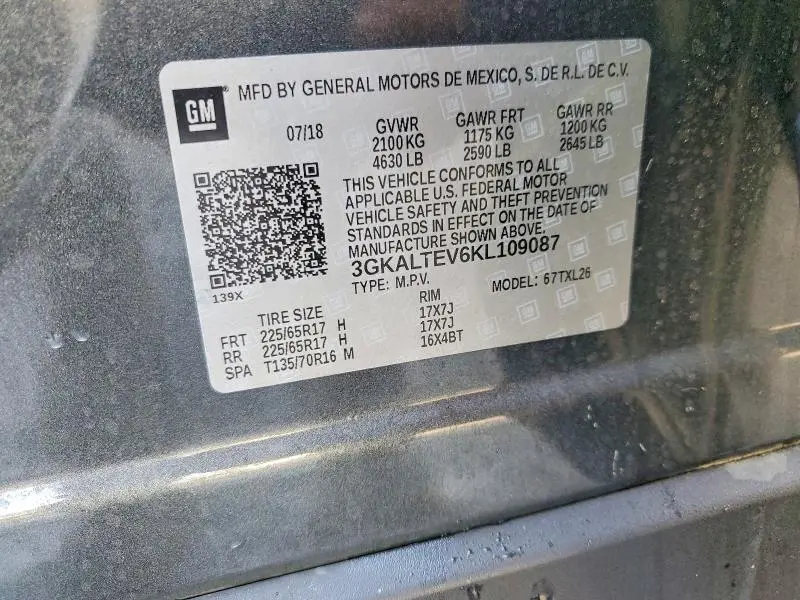 GM
MFD BY GENERAL MOTORS DE MEXICO, S. DE R.L. DE C.V.
07/18 GVWR GAWR FRT GAWR RR
2100 KG 1175 KG 1200 KG
4630 LB 2590 LB 2645 LB
THIS VEHICLE CONFORMS TO ALL
APPLICABLE U.S. FEDERAL MOTOR
VEHICLE SAFETY AND THEFT PREVENTION
STANDARDS IN EFFECT ON THE DATE OF
MANUFACTURE SHOWN ABOVE.
3GKALTEV6KL109087
139X TYPE: M.P.V. MODEL: 67TXL26
TIRE SIZE RIM
FRT 225/65R17 H 17X7J
RR 225/65R17 H 17X7J
SPA T135/70R16 M 16X4BT